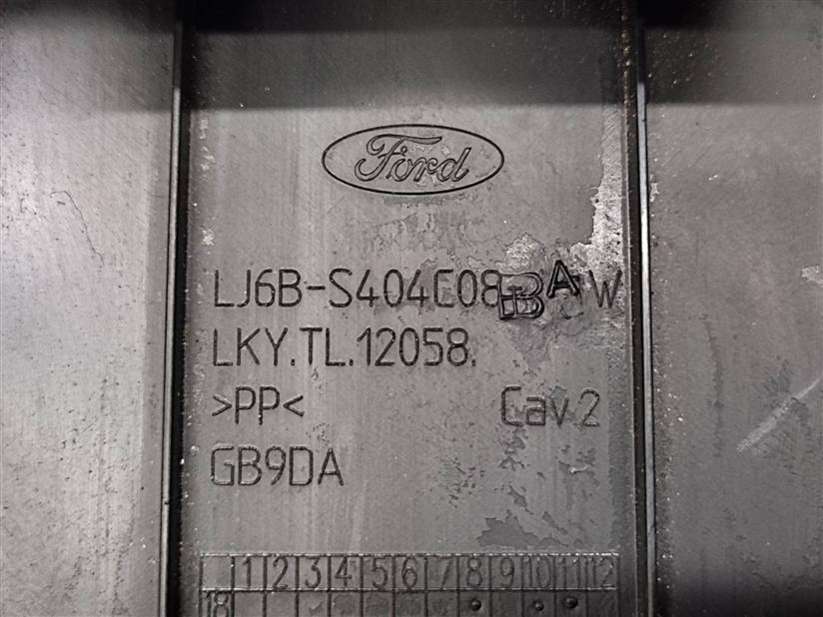 Ford
LJ6B-S404C08-BAW
LKY.TL.12058.
>PP<
Cav.2
GB9DA
1 2 3 4 5 6 7 8 9 10 11 12
18